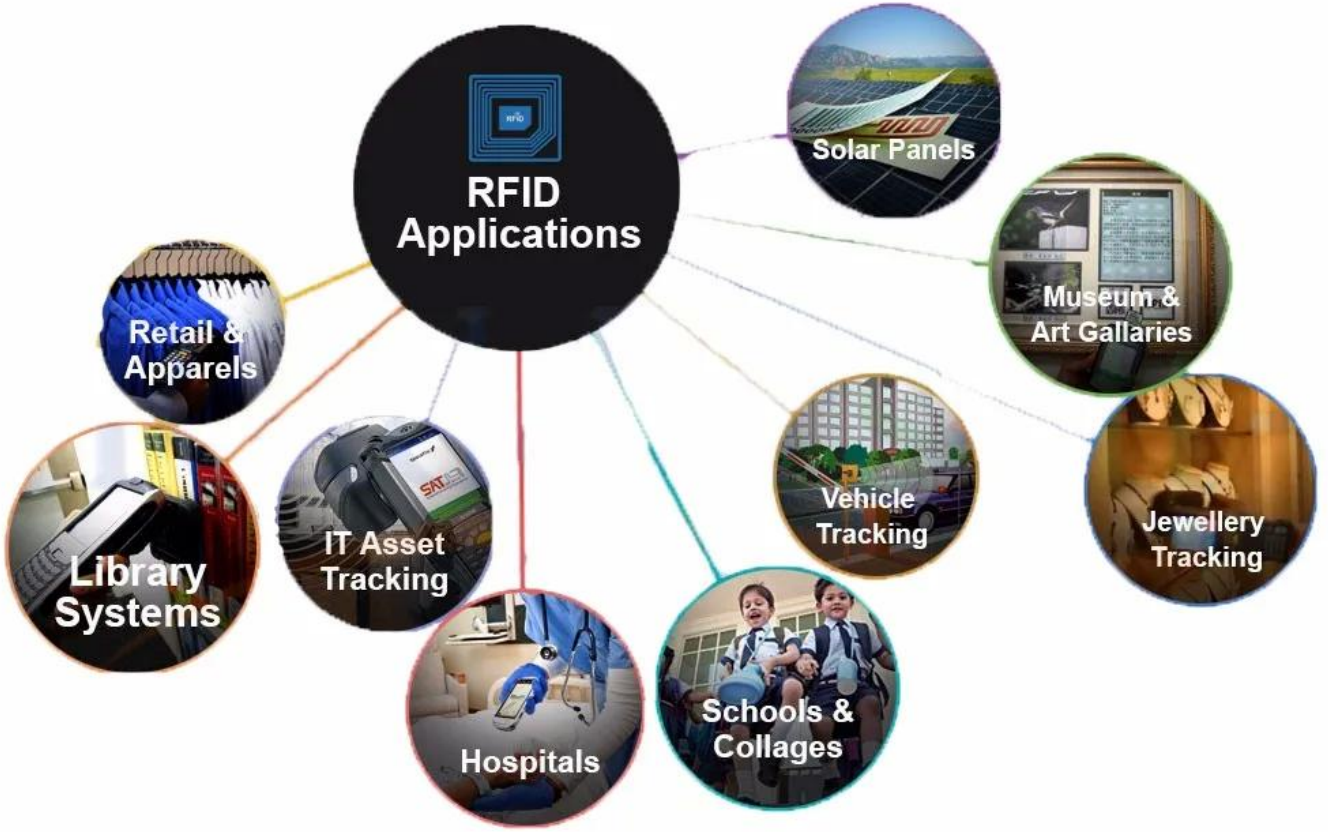 RFID
RFID
Applications
Solar Panels
Museum &
Art Gallaries
Retail &
Apparels
Vehicle
Tracking
Jewellery
Tracking
IT Asset
Tracking
Library
Systems
Schools &
Collages
Hospitals